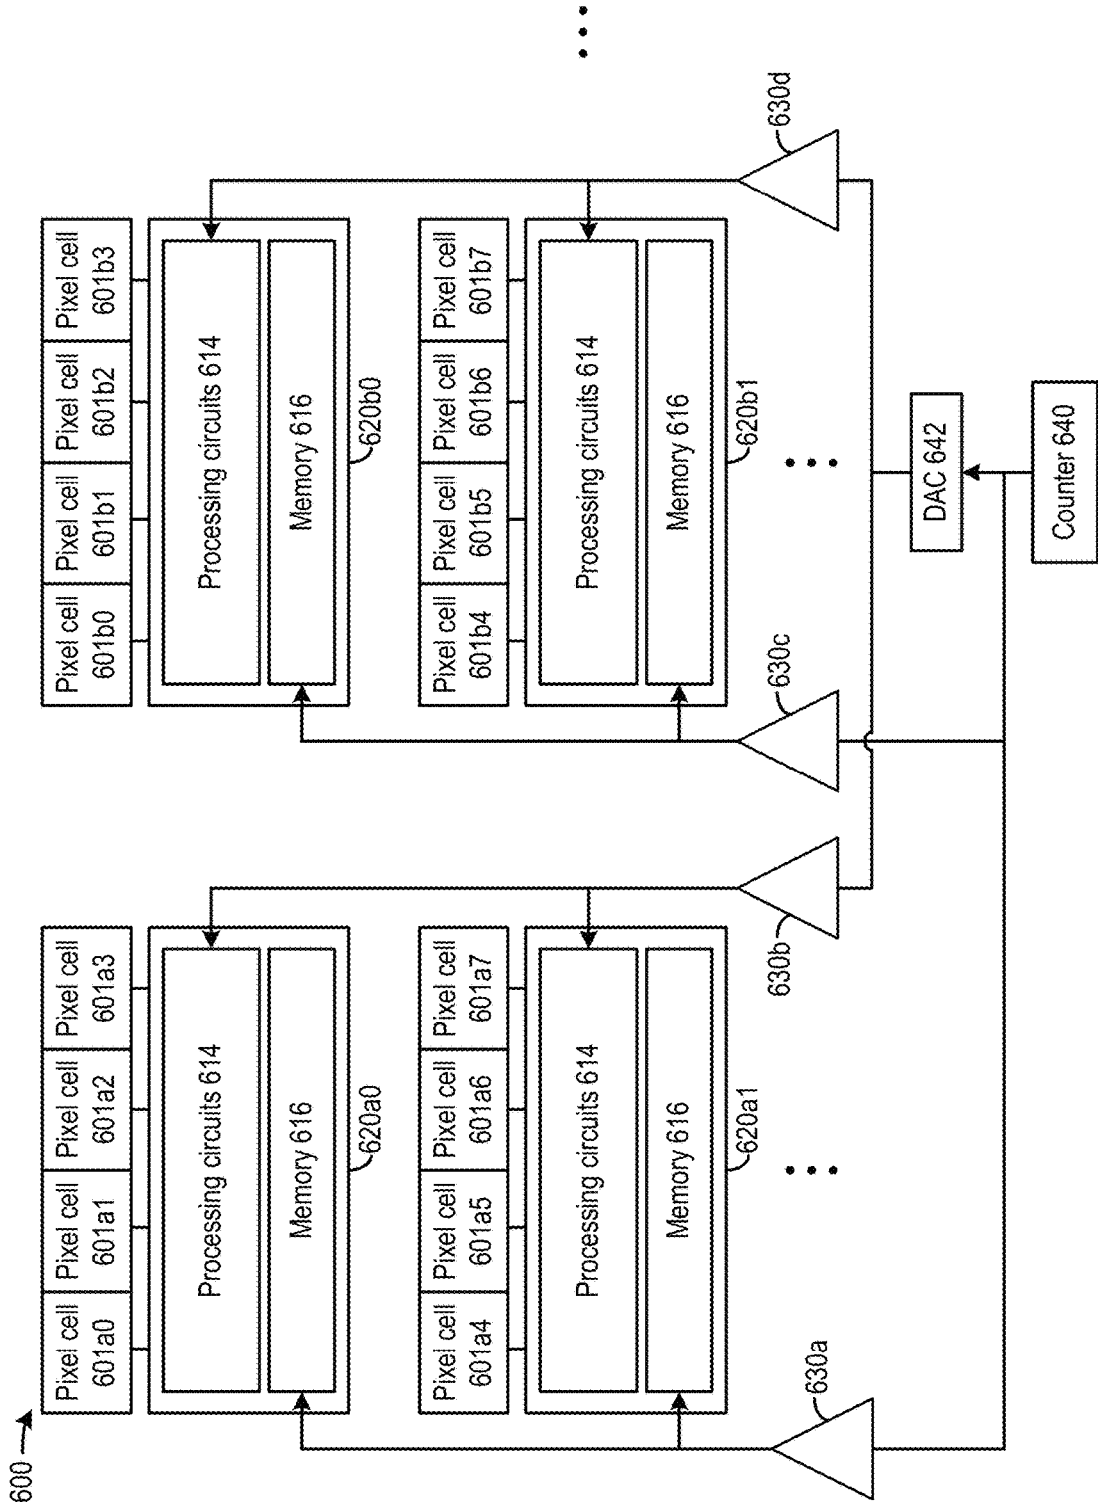 600
Pixel cell
601a0
Pixel cell
601a1
Pixel cell
601a2
Pixel cell
601a3
Processing circuits 614
Memory 616
620a0
Pixel cell
601b0
Pixel cell
601b1
Pixel cell
601b2
Pixel cell
601b3
Processing circuits 614
Memory 616
620b0
Pixel cell
601a4
Pixel cell
601a5
Pixel cell
601a6
Pixel cell
601a7
Processing circuits 614
Memory 616
620a1
Pixel cell
601b4
Pixel cell
601b5
Pixel cell
601b6
Pixel cell
601b7
Processing circuits 614
Memory 616
620b1
630a
630b
630c
630d
DAC 642
Counter 640